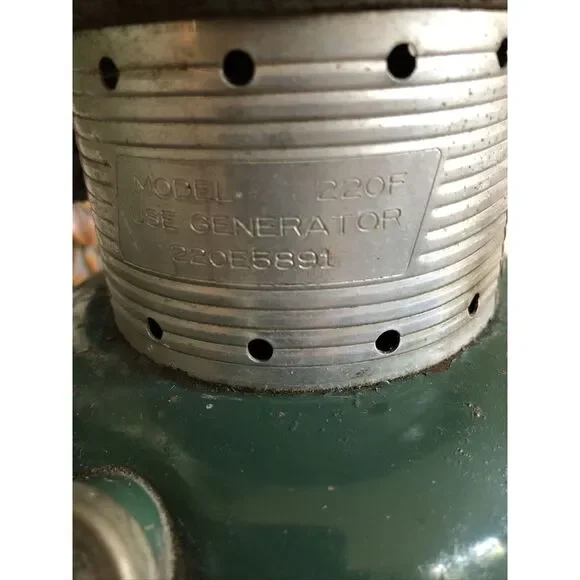 MODEL 220F
USE GENERATOR
220E5891